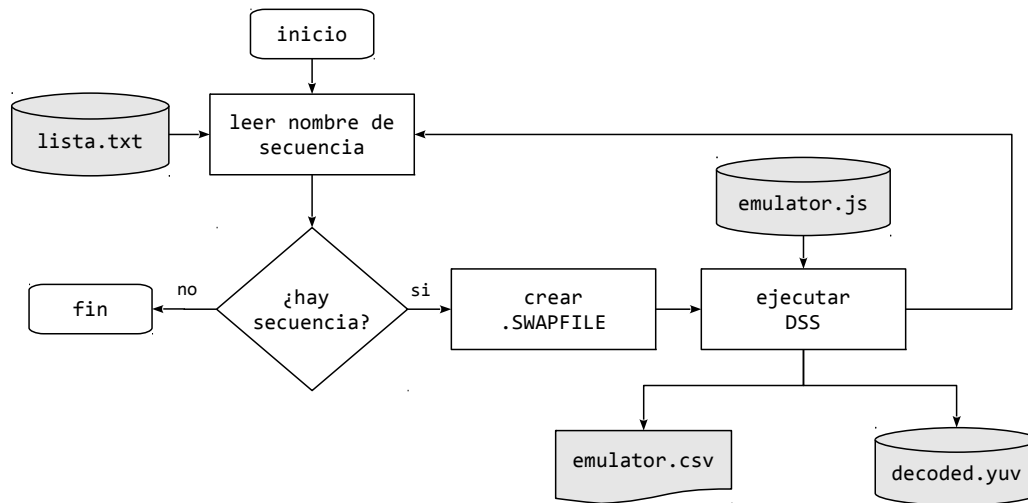 inicio
lista.txt
leer nombre de
secuencia
emulator.js
no
si
fin
¿hay
secuencia?
crear
.SWAPFILE
ejecutar
DSS
emulator.csv
decoded.yuv